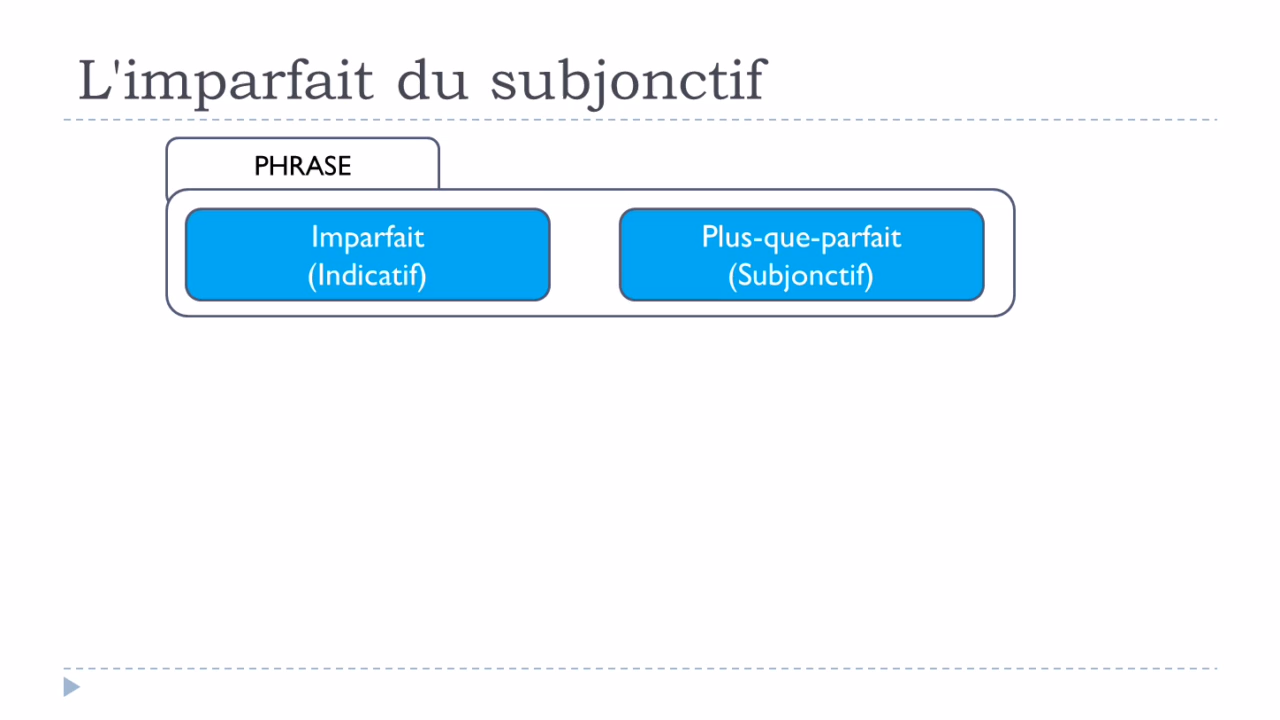 L'imparfait du subjonctif
PHRASE
Imparfait
(Indicatif)
Plus-que-parfait
(Subjonctif)